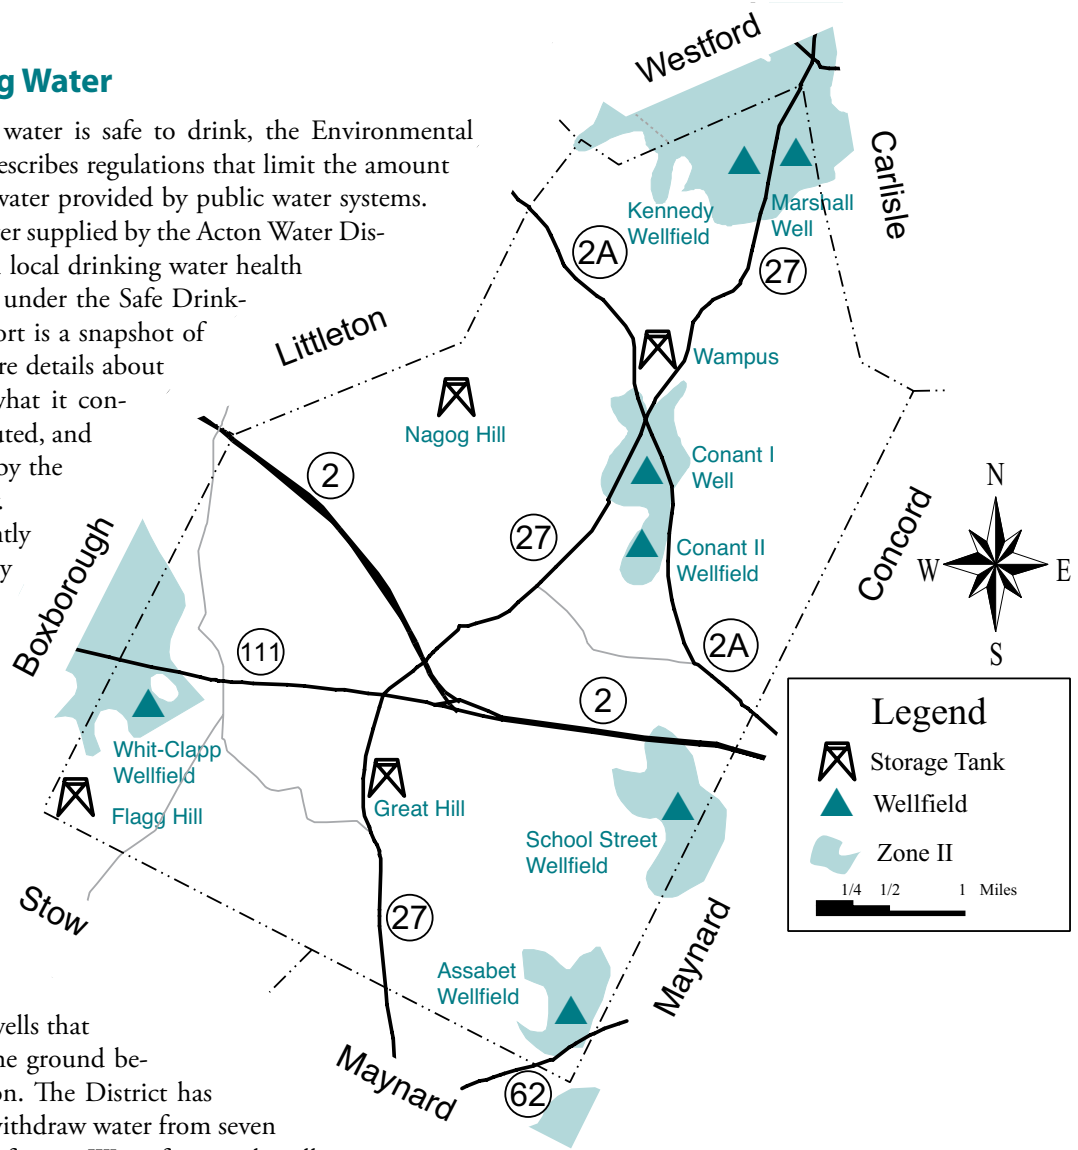 g Water
water is safe to drink, the Environmental
escribes regulations that limit the amount
water provided by public water systems.
er supplied by the Acton Water Dis-
local drinking water health
under the Safe Drink-
ort is a snapshot of
re details about
what it con-
uted, and
by the
ntly
y
Westford
Carlisle
Kennedy
Wellfield
Marshall
Well
2A
27
Littleton
Wampus
Nagog Hill
2
Conant I
Well
27
Conant II
Wellfield
Concord
N
W
E
S
Boxborough
111
2A
2
Whit-Clapp
Wellfield
Flagg Hill
Great Hill
School Street
Wellfield
Stow
27
Assabet
Wellfield
Maynard
Maynard
62
Legend
Storage Tank
Wellfield
Zone II
1/4 1/2 1 Miles
wells that
ne ground be-
on. The District has
withdraw water from seven